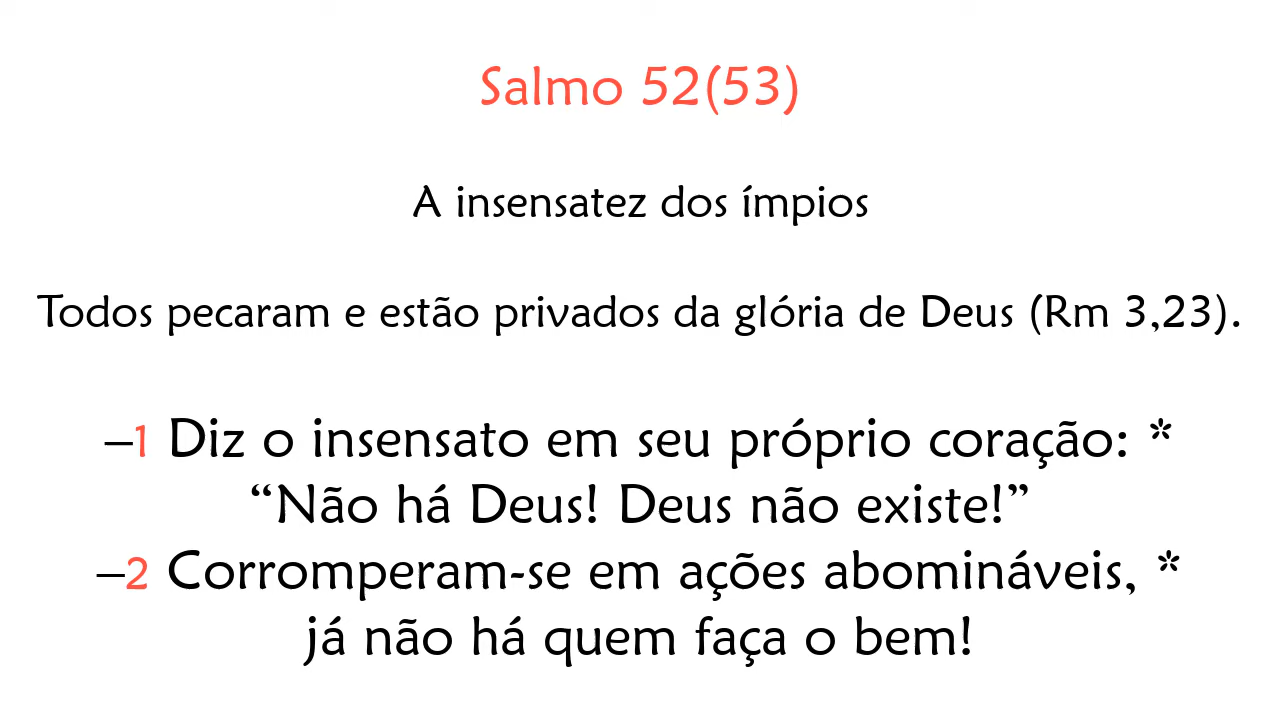 Salmo 52(53)
A insensatez dos ímpios
Todos pecaram e estão privados da glória de Deus (Rm 3,23).
–1 Diz o insensato em seu próprio coração: *
“Não há Deus! Deus não existe!”
–2 Corromperam-se em ações abomináveis, *
já não há quem faça o bem!